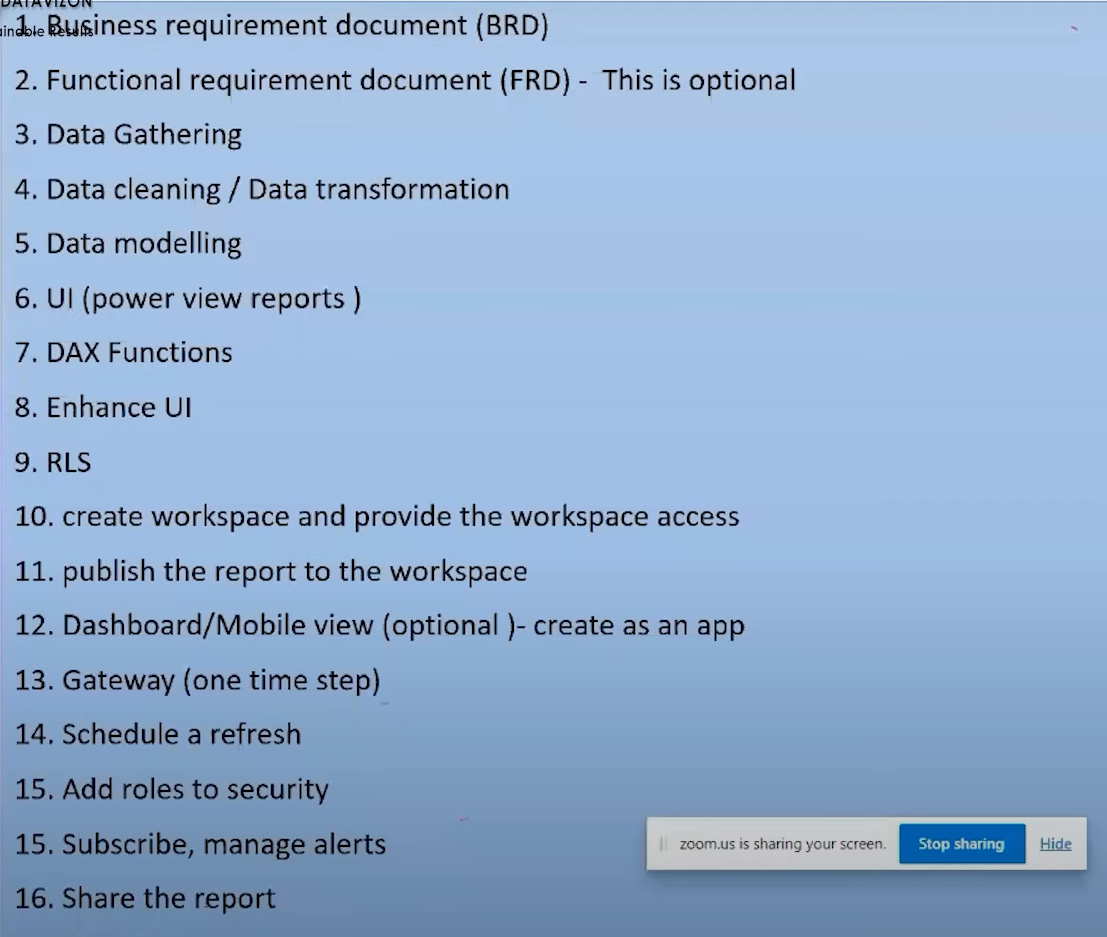 DATAVIZON
ainable Results
1. Business requirement document (BRD)
2. Functional requirement document (FRD) - This is optional
3. Data Gathering
4. Data cleaning / Data transformation
5. Data modelling
6. UI (power view reports )
7. DAX Functions
8. Enhance UI
9. RLS
10. create workspace and provide the workspace access
11. publish the report to the workspace
12. Dashboard/Mobile view (optional )- create as an app
13. Gateway (one time step)
14. Schedule a refresh
15. Add roles to security
15. Subscribe, manage alerts
zoom.us is sharing your screen. Stop sharing Hide
16. Share the report